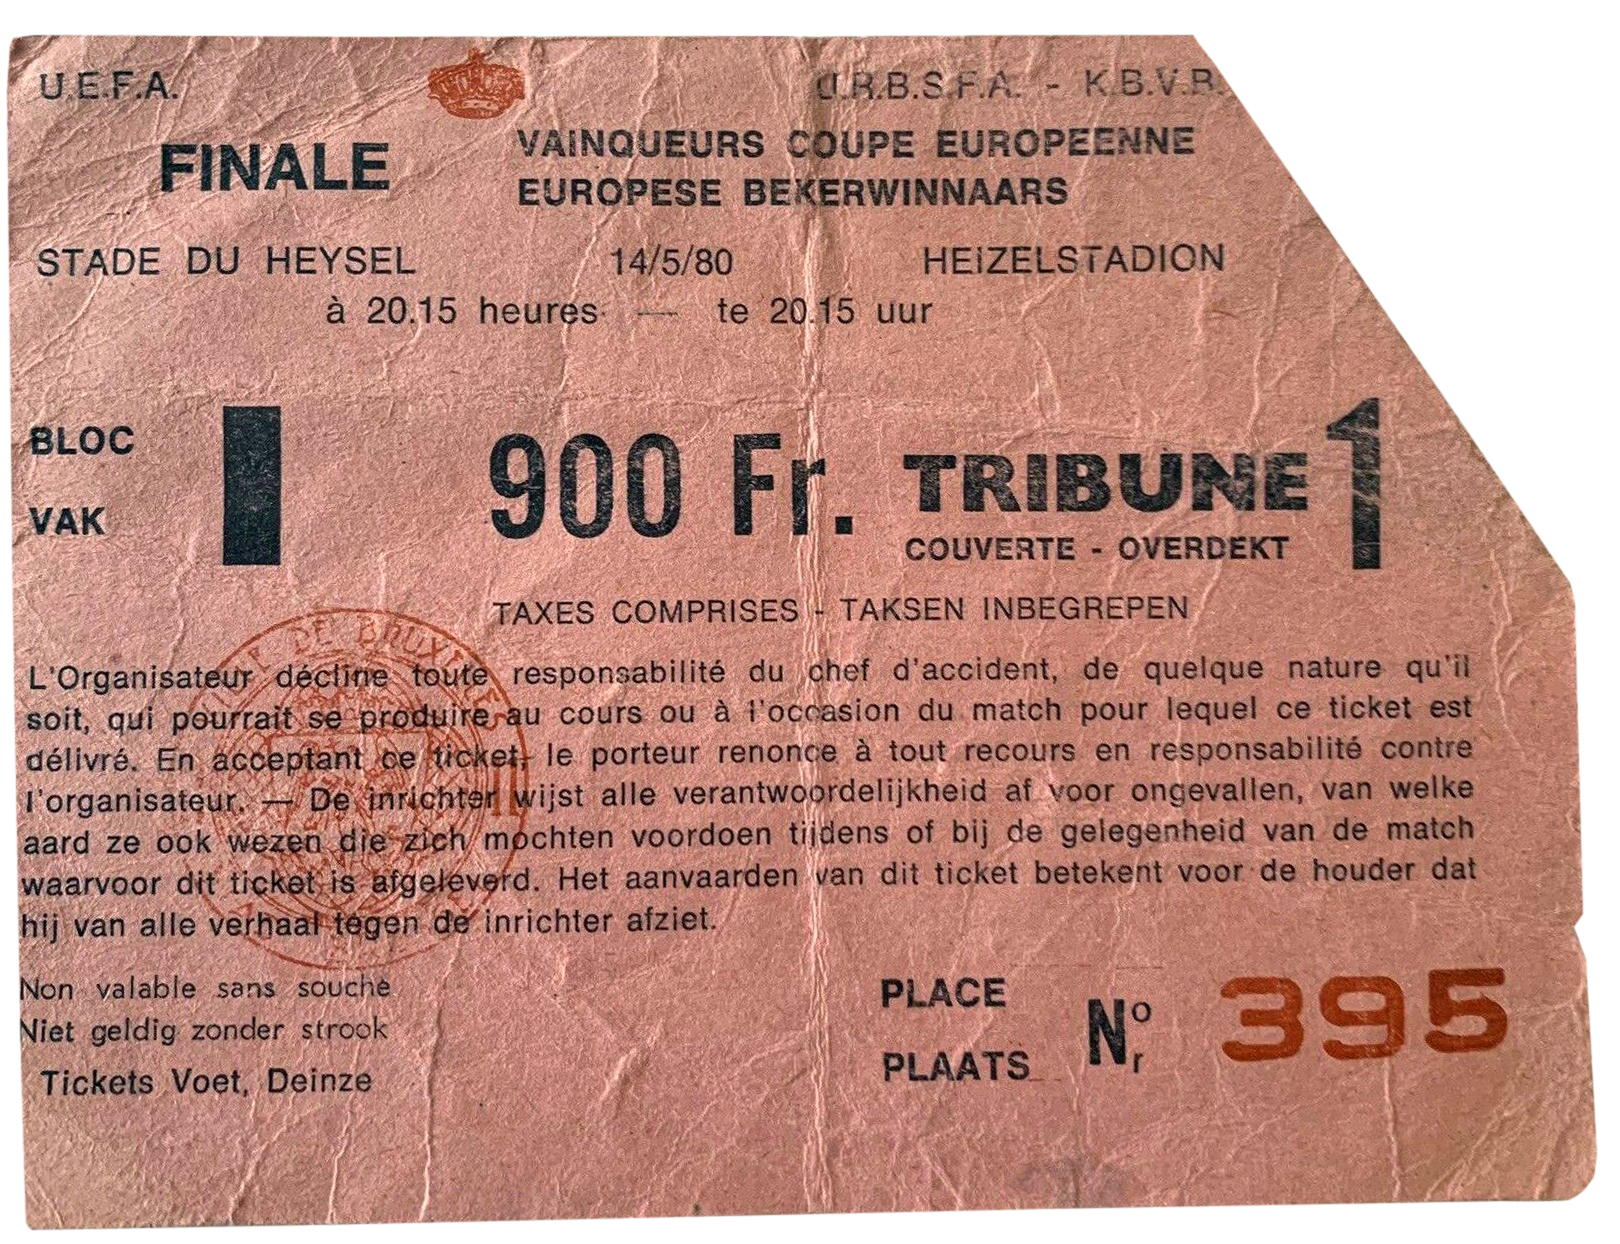 U.E.F.A.
U.R.B.S.F.A. - K.B.V.B.
FINALE
VAINQUEURS COUPE EUROPEENNE
EUROPESE BEKERWINNAARS
STADE DU HEYSEL 14/5/80 HEIZELSTADION
à 20.15 heures — te 20.15 uur
BLOC
VAK
I
900 Fr.
TRIBUNE 1
COUVERTE - OVERDEKT
TAXES COMPRISES - TAKSEN INBEGREPEN
L'Organisateur décline toute responsabilité du chef d'accident, de quelque nature qu'il
soit, qui pourrait se produire au cours ou à l'occasion du match pour lequel ce ticket est
délivré. En acceptant ce ticket, le porteur renonce à tout recours en responsabilité contre
l'organisateur. — De inrichter wijst alle verantwoordelijkheid af voor ongevallen, van welke
aard ze ook wezen die zich mochten voordoen tijdens of bij de gelegenheid van de match
waarvoor dit ticket is afgeleverd. Het aanvaarden van dit ticket betekent voor de houder dat
hij van alle verhaal tegen de inrichter afziet.
DE BRUXELLES
Non valable sans souche
Niet geldig zonder strook
Tickets Voet, Deinze
PLACE
PLAATS
Nor 395